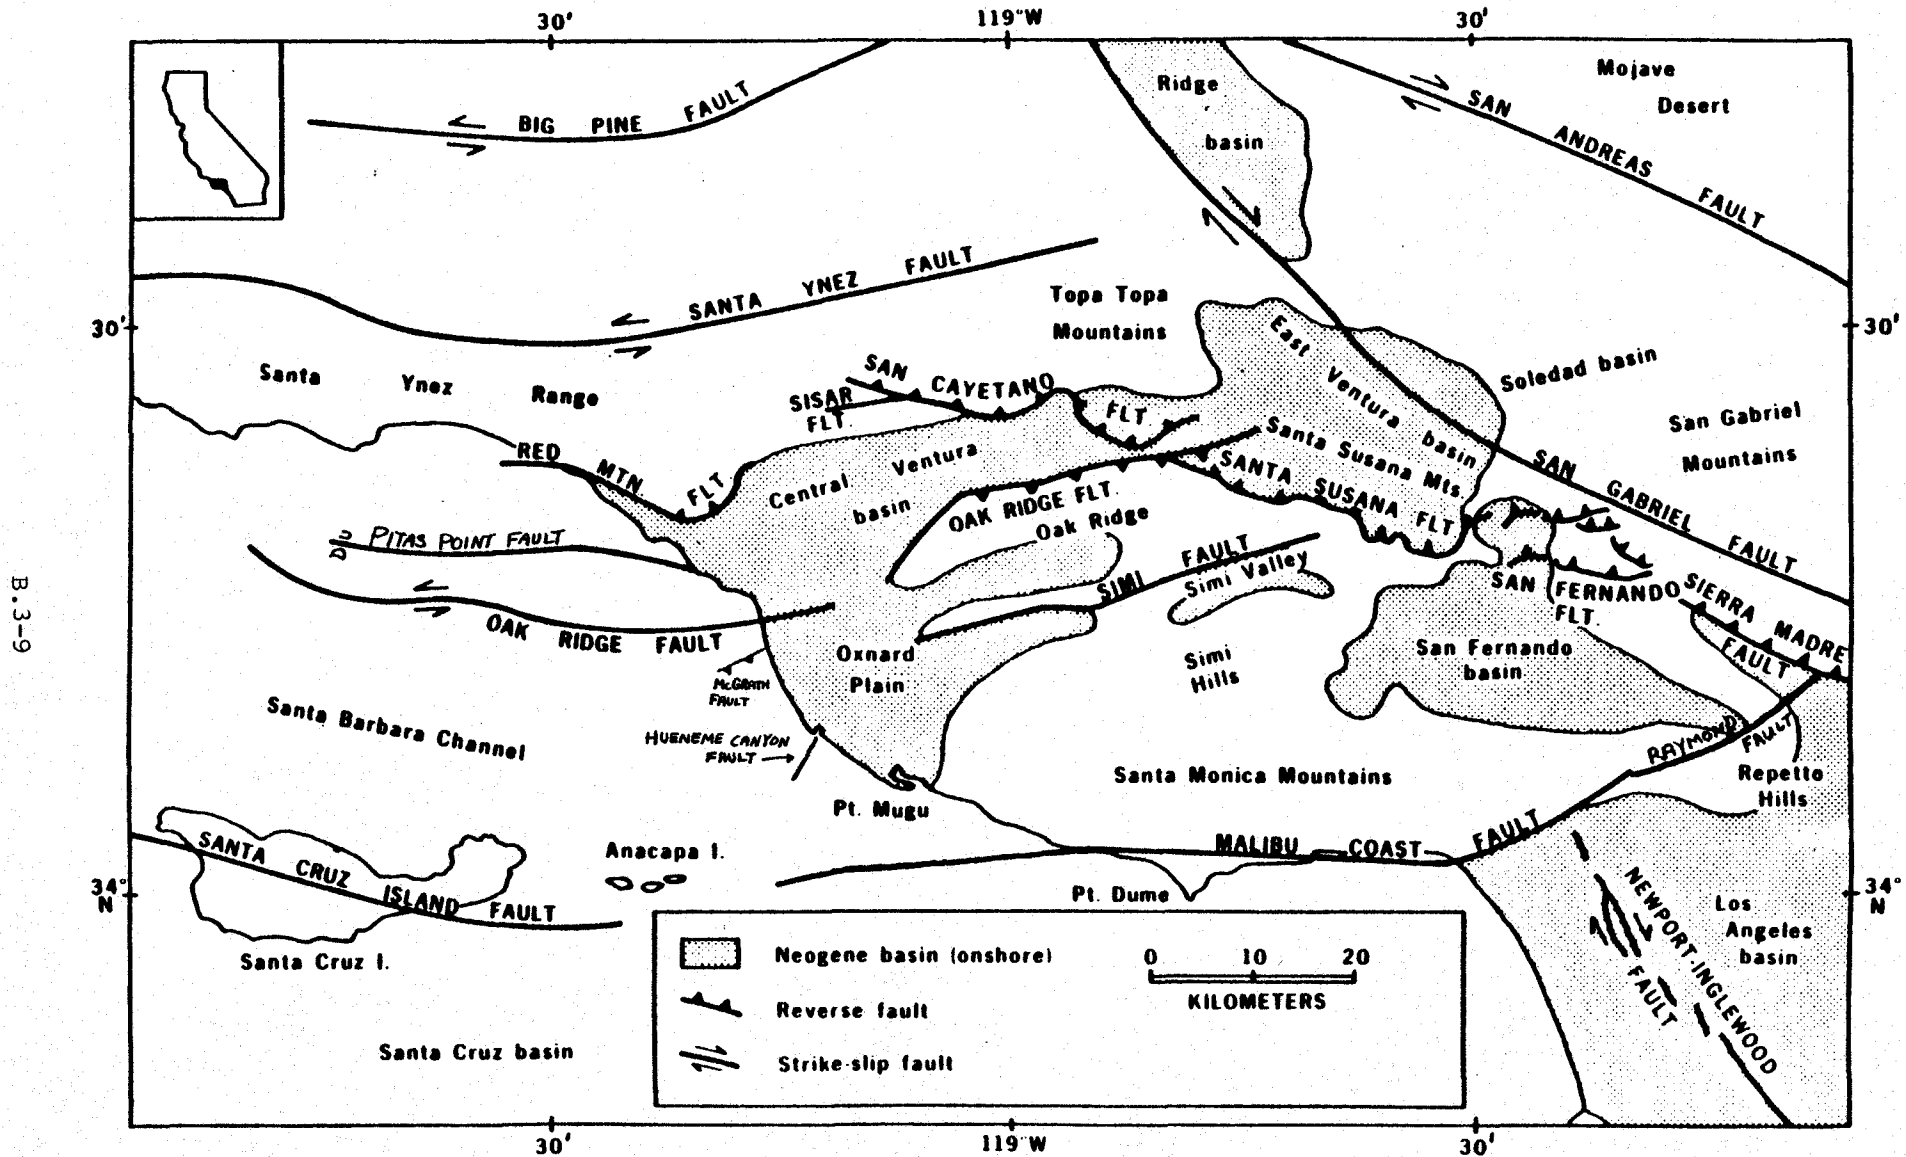 30'
119°W
30'
Mojave
Desert
Ridge
basin
SAN ANDREAS FAULT
BIG PINE FAULT
SANTA YNEZ FAULT
Topa Topa
Mountains
30'
30'
East Ventura basin
Soledad basin
Santa Ynez Range
SAN CAYETANO FLT
SISAR
FLT
San Gabriel
Mountains
Santa Susana Mts.
RED MTN FLT
Central Ventura
basin
SANTA SUSANA FLT
SAN GABRIEL FAULT
OAK RIDGE FLT.
Oak Ridge
U
D
PITAS POINT FAULT
SIMI FAULT
Simi Valley
SAN FERNANDO
FLT.
SIERRA MADRE
FAULT
B.3-9
OAK RIDGE FAULT
Oxnard
Plain
Simi
Hills
San Fernando
basin
McGRATH
FAULT
Santa Barbara Channel
HUENEME CANYON
FAULT
RAYMOND
FAULT
Santa Monica Mountains
Repetto
Hills
Pt. Mugu
MALIBU COAST FAULT
SANTA CRUZ ISLAND FAULT
Anacapa I.
Pt. Dume
34°
N
34°
N
NEWPORT-INGLEWOOD
FAULT
Los
Angeles
basin
Santa Cruz I.
Neogene basin (onshore)
0 10 20
KILOMETERS
Reverse fault
Santa Cruz basin
Strike-slip fault
30'
119°W
30'